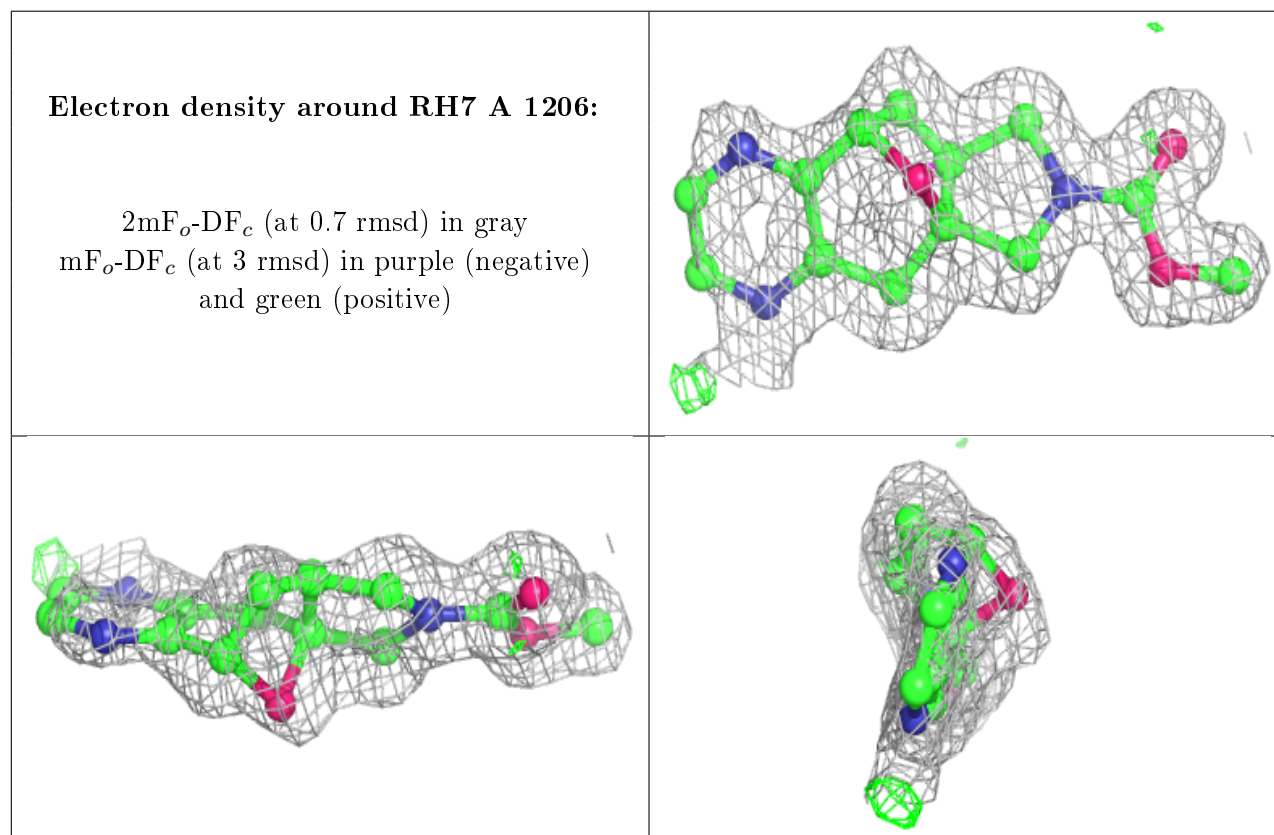 Electron density around RH7 A 1206:
2mFₒ-DF𝒸 (at 0.7 rmsd) in gray
mFₒ-DF𝒸 (at 3 rmsd) in purple (negative)
and green (positive)